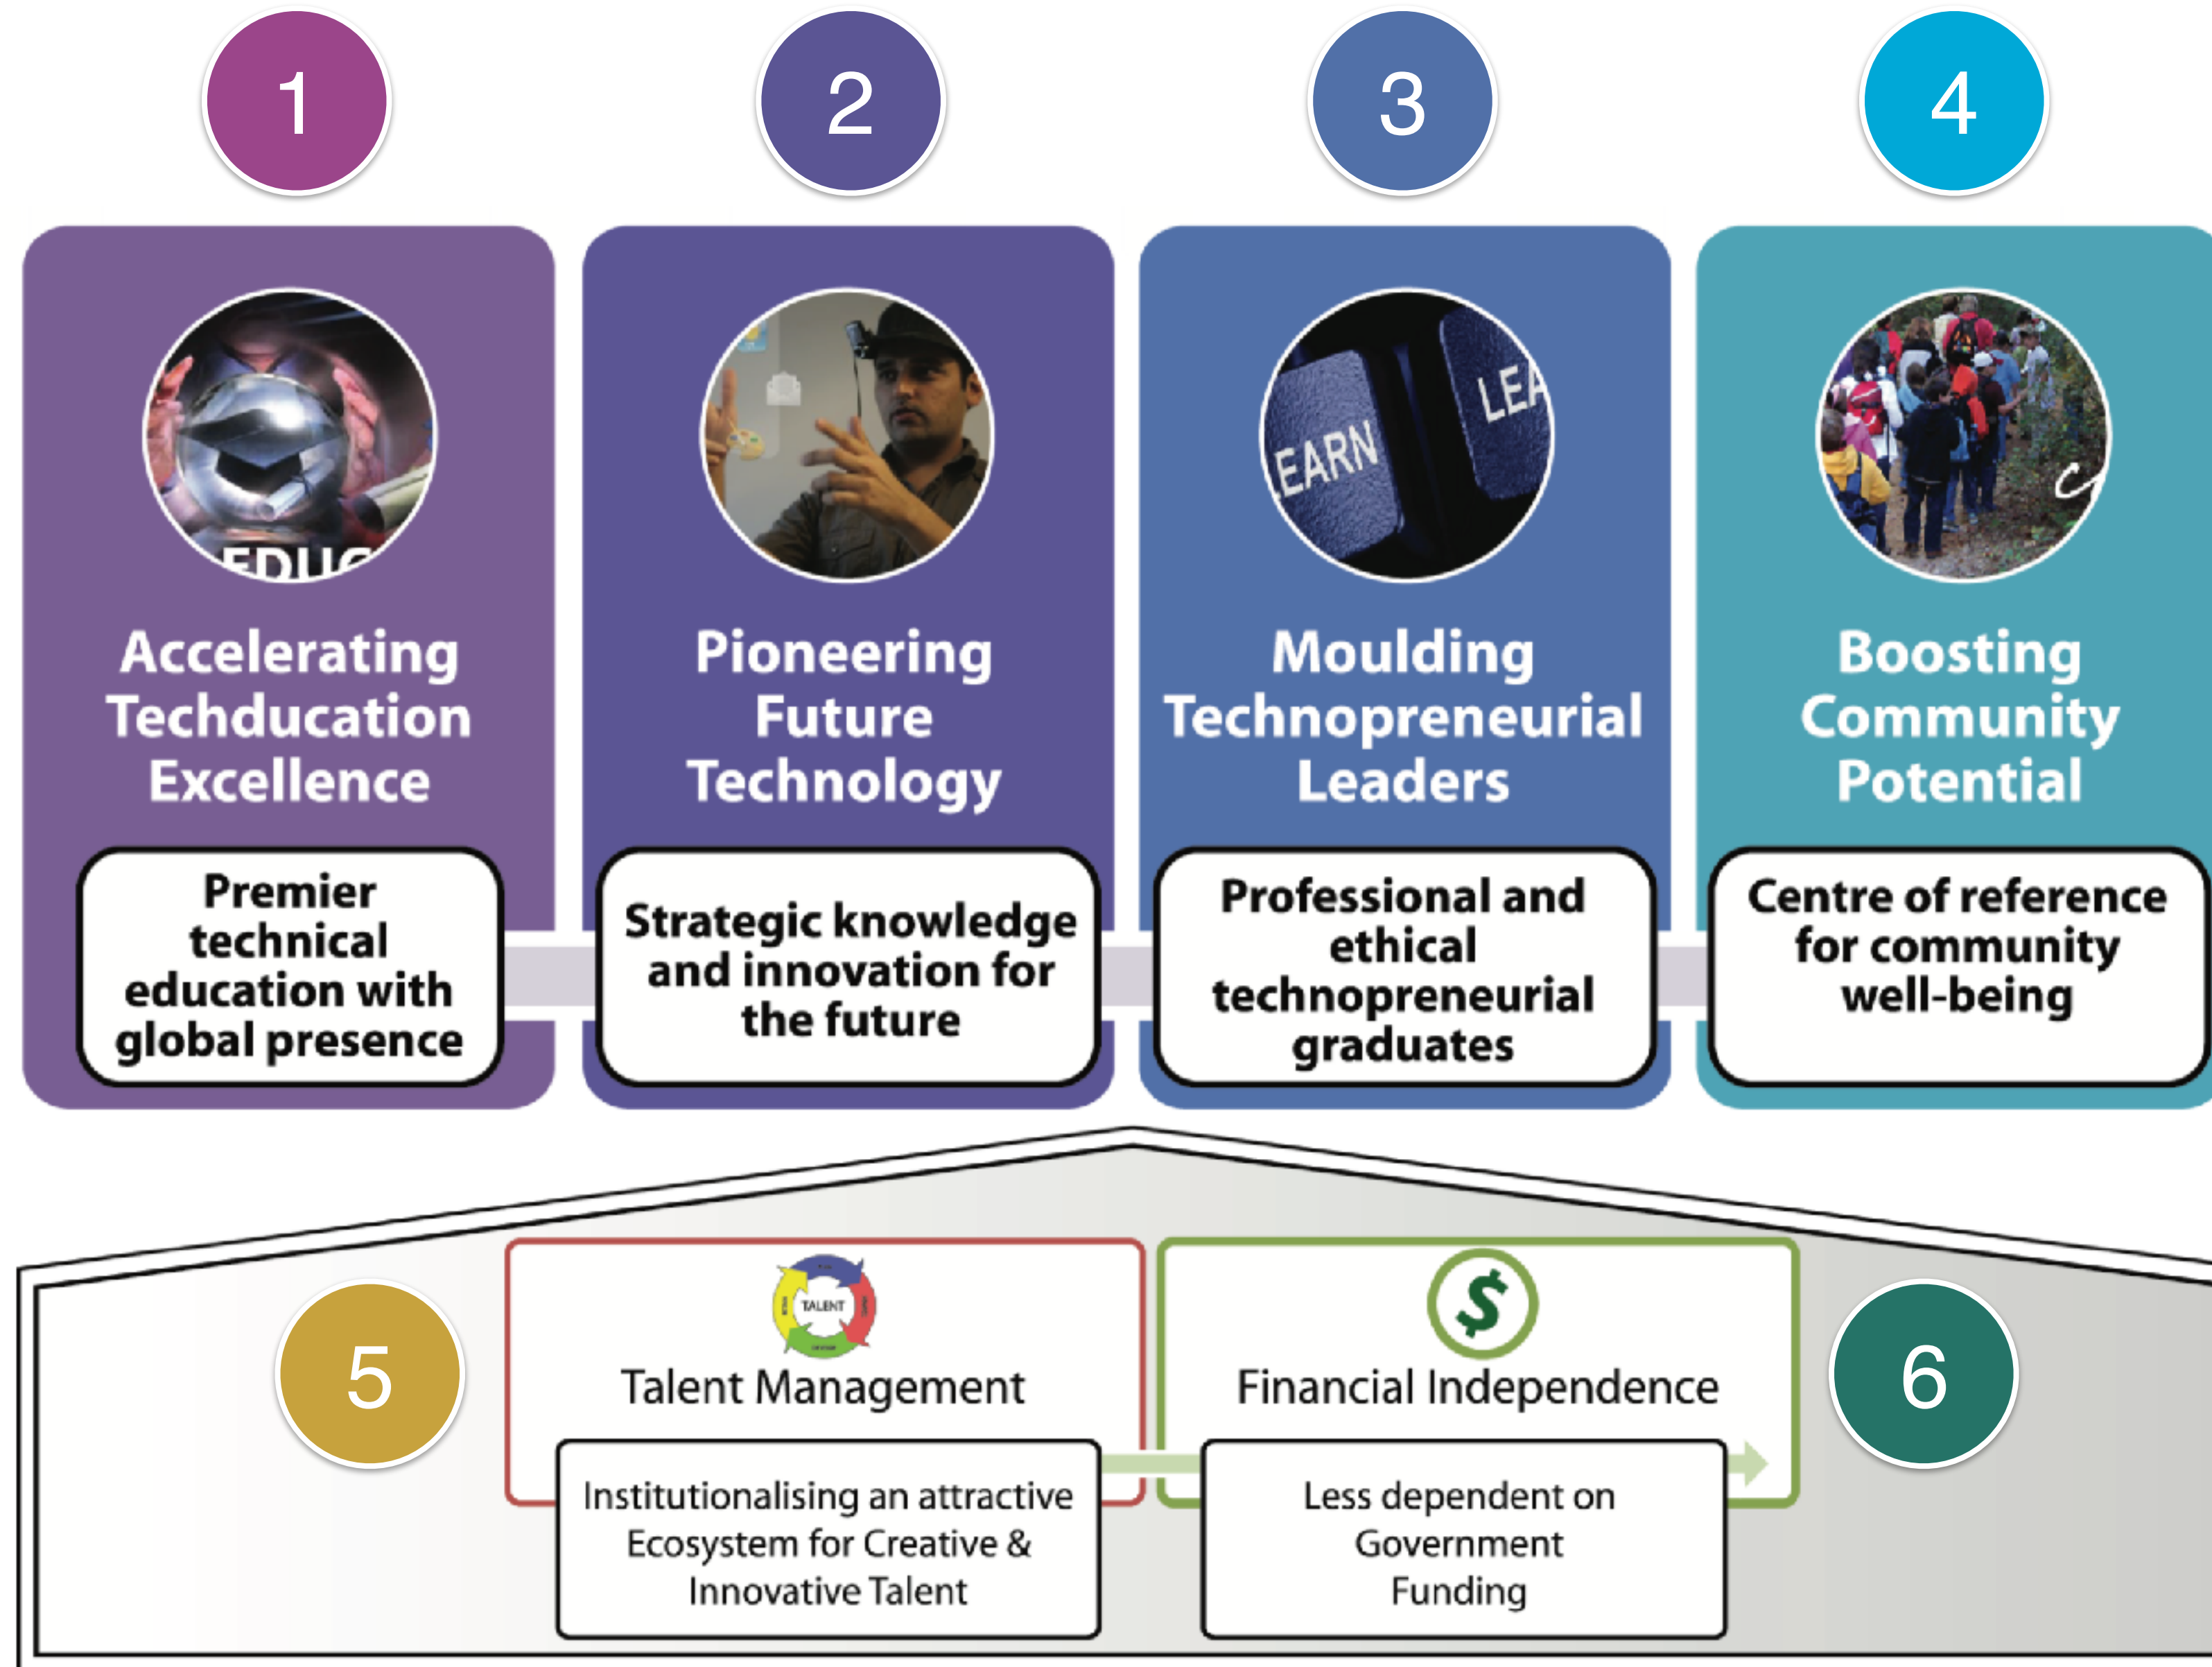 1
2
3
4
EDUC
EARN
LEA
Accelerating
Techducation
Excellence
Pioneering
Future
Technology
Moulding
Technopreneurial
Leaders
Boosting
Community
Potential
Premier
technical
education with
global presence
Strategic knowledge
and innovation for
the future
Professional and
ethical
technopreneurial
graduates
Centre of reference
for community
well-being
5
TALENT
Talent Management
Institutionalising an attractive
Ecosystem for Creative &
Innovative Talent
$
Financial Independence
Less dependent on
Government
Funding
6